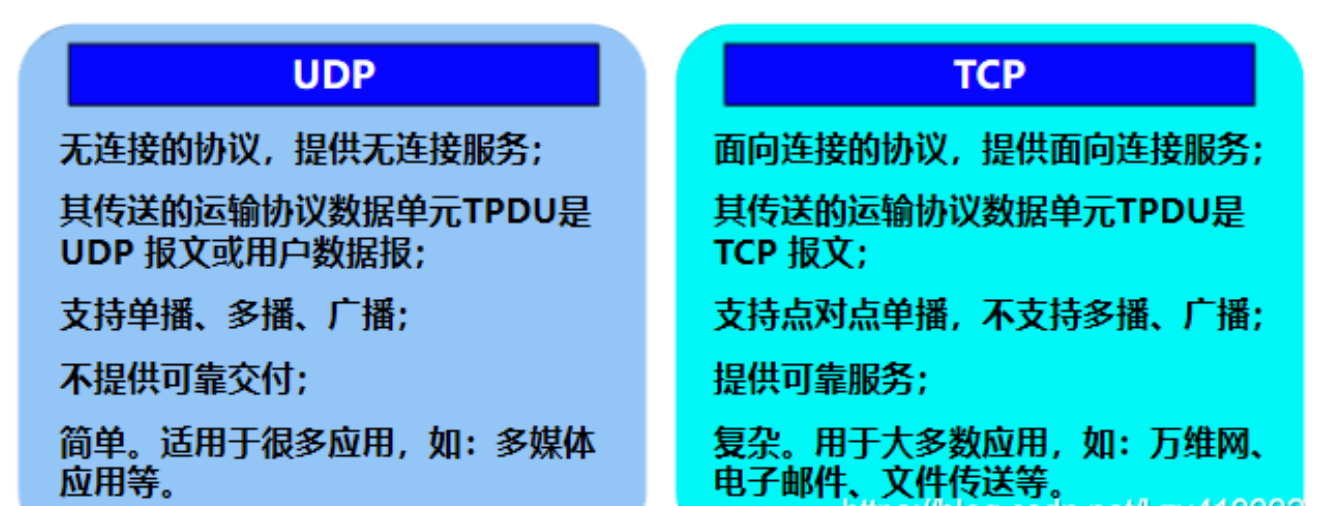 UDP
无连接的协议，提供无连接服务；
其传送的运输协议数据单元TPDU是
UDP 报文或用户数据报；
支持单播、多播、广播；
不提供可靠交付；
简单。适用于很多应用，如：多媒体
应用等。
TCP
面向连接的协议，提供面向连接服务；
其传送的运输协议数据单元TPDU是
TCP 报文；
支持点对点单播，不支持多播、广播；
提供可靠服务；
复杂。用于大多数应用，如：万维网、
电子邮件、文件传送等。